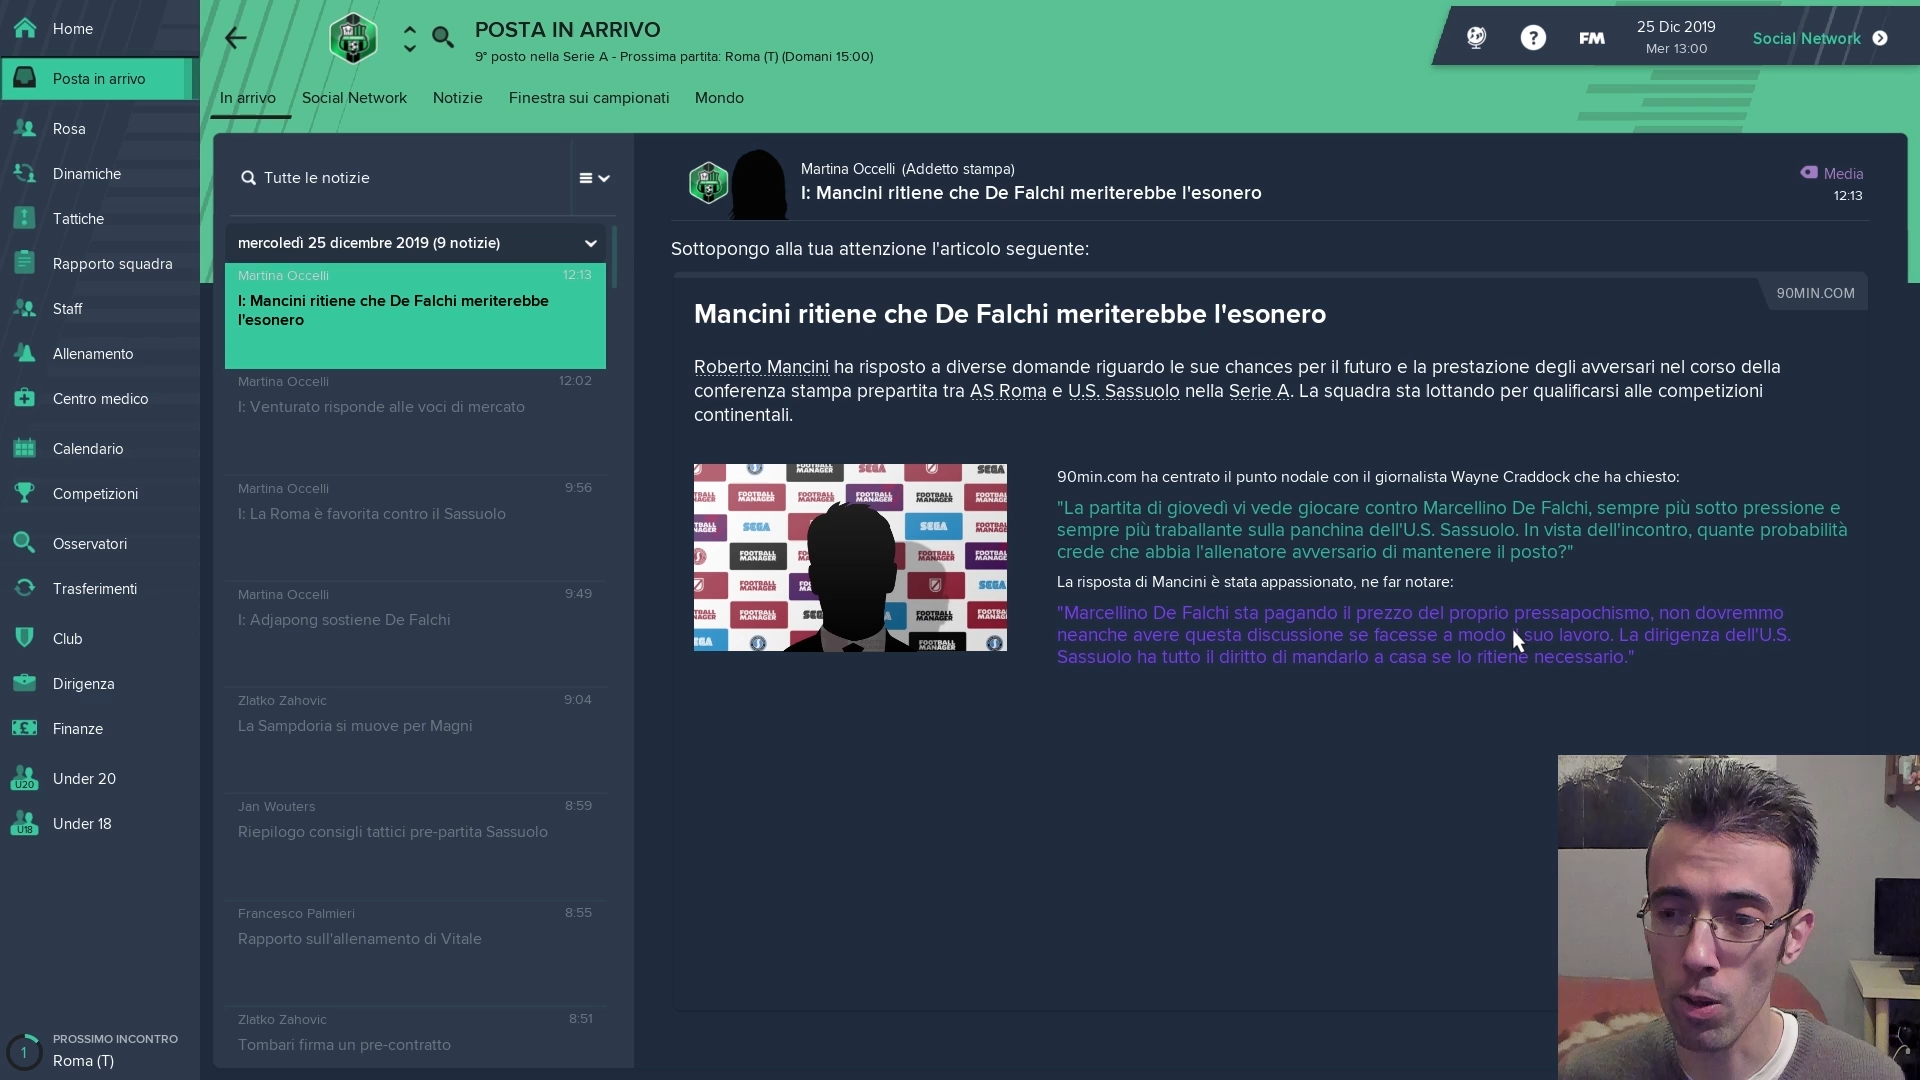 Home
Posta in arrivo
Rosa
Dinamiche
Tattiche
Rapporto squadra
Staff
Allenamento
Centro medico
Calendario
Competizioni
Osservatori
Trasferimenti
Club
Dirigenza
Finanze
U20
Under 20
U18
Under 18
1
PROSSIMO INCONTRO
Roma (T)
POSTA IN ARRIVO
9° posto nella Serie A - Prossima partita: Roma (T) (Domani 15:00)
FM
25 Dic 2019
Mer 13:00
Social Network
In arrivo
Social Network
Notizie
Finestra sui campionati
Mondo
Tutte le notizie
mercoledì 25 dicembre 2019 (9 notizie)
Martina Occelli 12:13
I: Mancini ritiene che De Falchi meriterebbe
l'esonero
Martina Occelli 12:02
I: Venturato risponde alle voci di mercato
Martina Occelli 9:56
I: La Roma è favorita contro il Sassuolo
Martina Occelli 9:49
I: Adjapong sostiene De Falchi
Zlatko Zahovic 9:04
La Sampdoria si muove per Magni
Jan Wouters 8:59
Riepilogo consigli tattici pre-partita Sassuolo
Francesco Palmieri 8:55
Rapporto sull'allenamento di Vitale
Zlatko Zahovic 8:51
Tombari firma un pre-contratto
Martina Occelli (Addetto stampa)
I: Mancini ritiene che De Falchi meriterebbe l'esonero
Media
12:13
Sottopongo alla tua attenzione l'articolo seguente:
90MIN.COM
Mancini ritiene che De Falchi meriterebbe l'esonero
Roberto Mancini ha risposto a diverse domande riguardo le sue chances per il futuro e la prestazione degli avversari nel corso della
conferenza stampa prepartita tra AS Roma e U.S. Sassuolo nella Serie A. La squadra sta lottando per qualificarsi alle competizioni
continentali.
FOOTBALL MANAGER
SEGA
90min.com ha centrato il punto nodale con il giornalista Wayne Craddock che ha chiesto:
"La partita di giovedì vi vede giocare contro Marcellino De Falchi, sempre più sotto pressione e
sempre più traballante sulla panchina dell'U.S. Sassuolo. In vista dell'incontro, quante probabilità
crede che abbia l'allenatore avversario di mantenere il posto?"
La risposta di Mancini è stata appassionato, ne far notare:
"Marcellino De Falchi sta pagando il prezzo del proprio pressapochismo, non dovremmo
neanche avere questa discussione se facesse a modo il suo lavoro. La dirigenza dell'U.S.
Sassuolo ha tutto il diritto di mandarlo a casa se lo ritiene necessario."